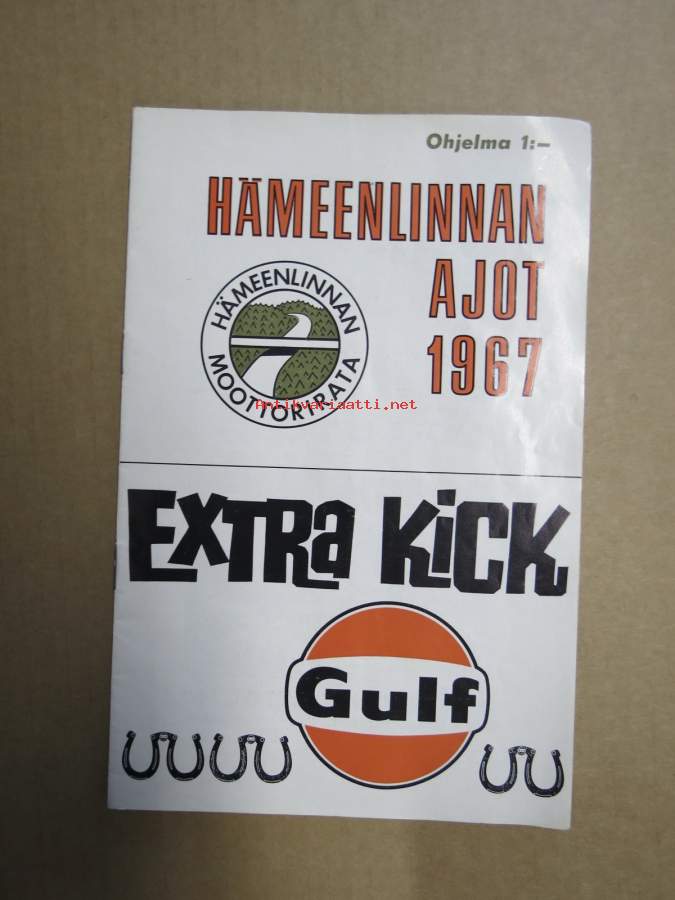 Ohjelma 1:–
HÄMEENLINNAN
AJOT
1967
HÄMEENLINNAN
MOOTTORIRATA
Antikvariaatti.net
EXTRa KiCK
Gulf